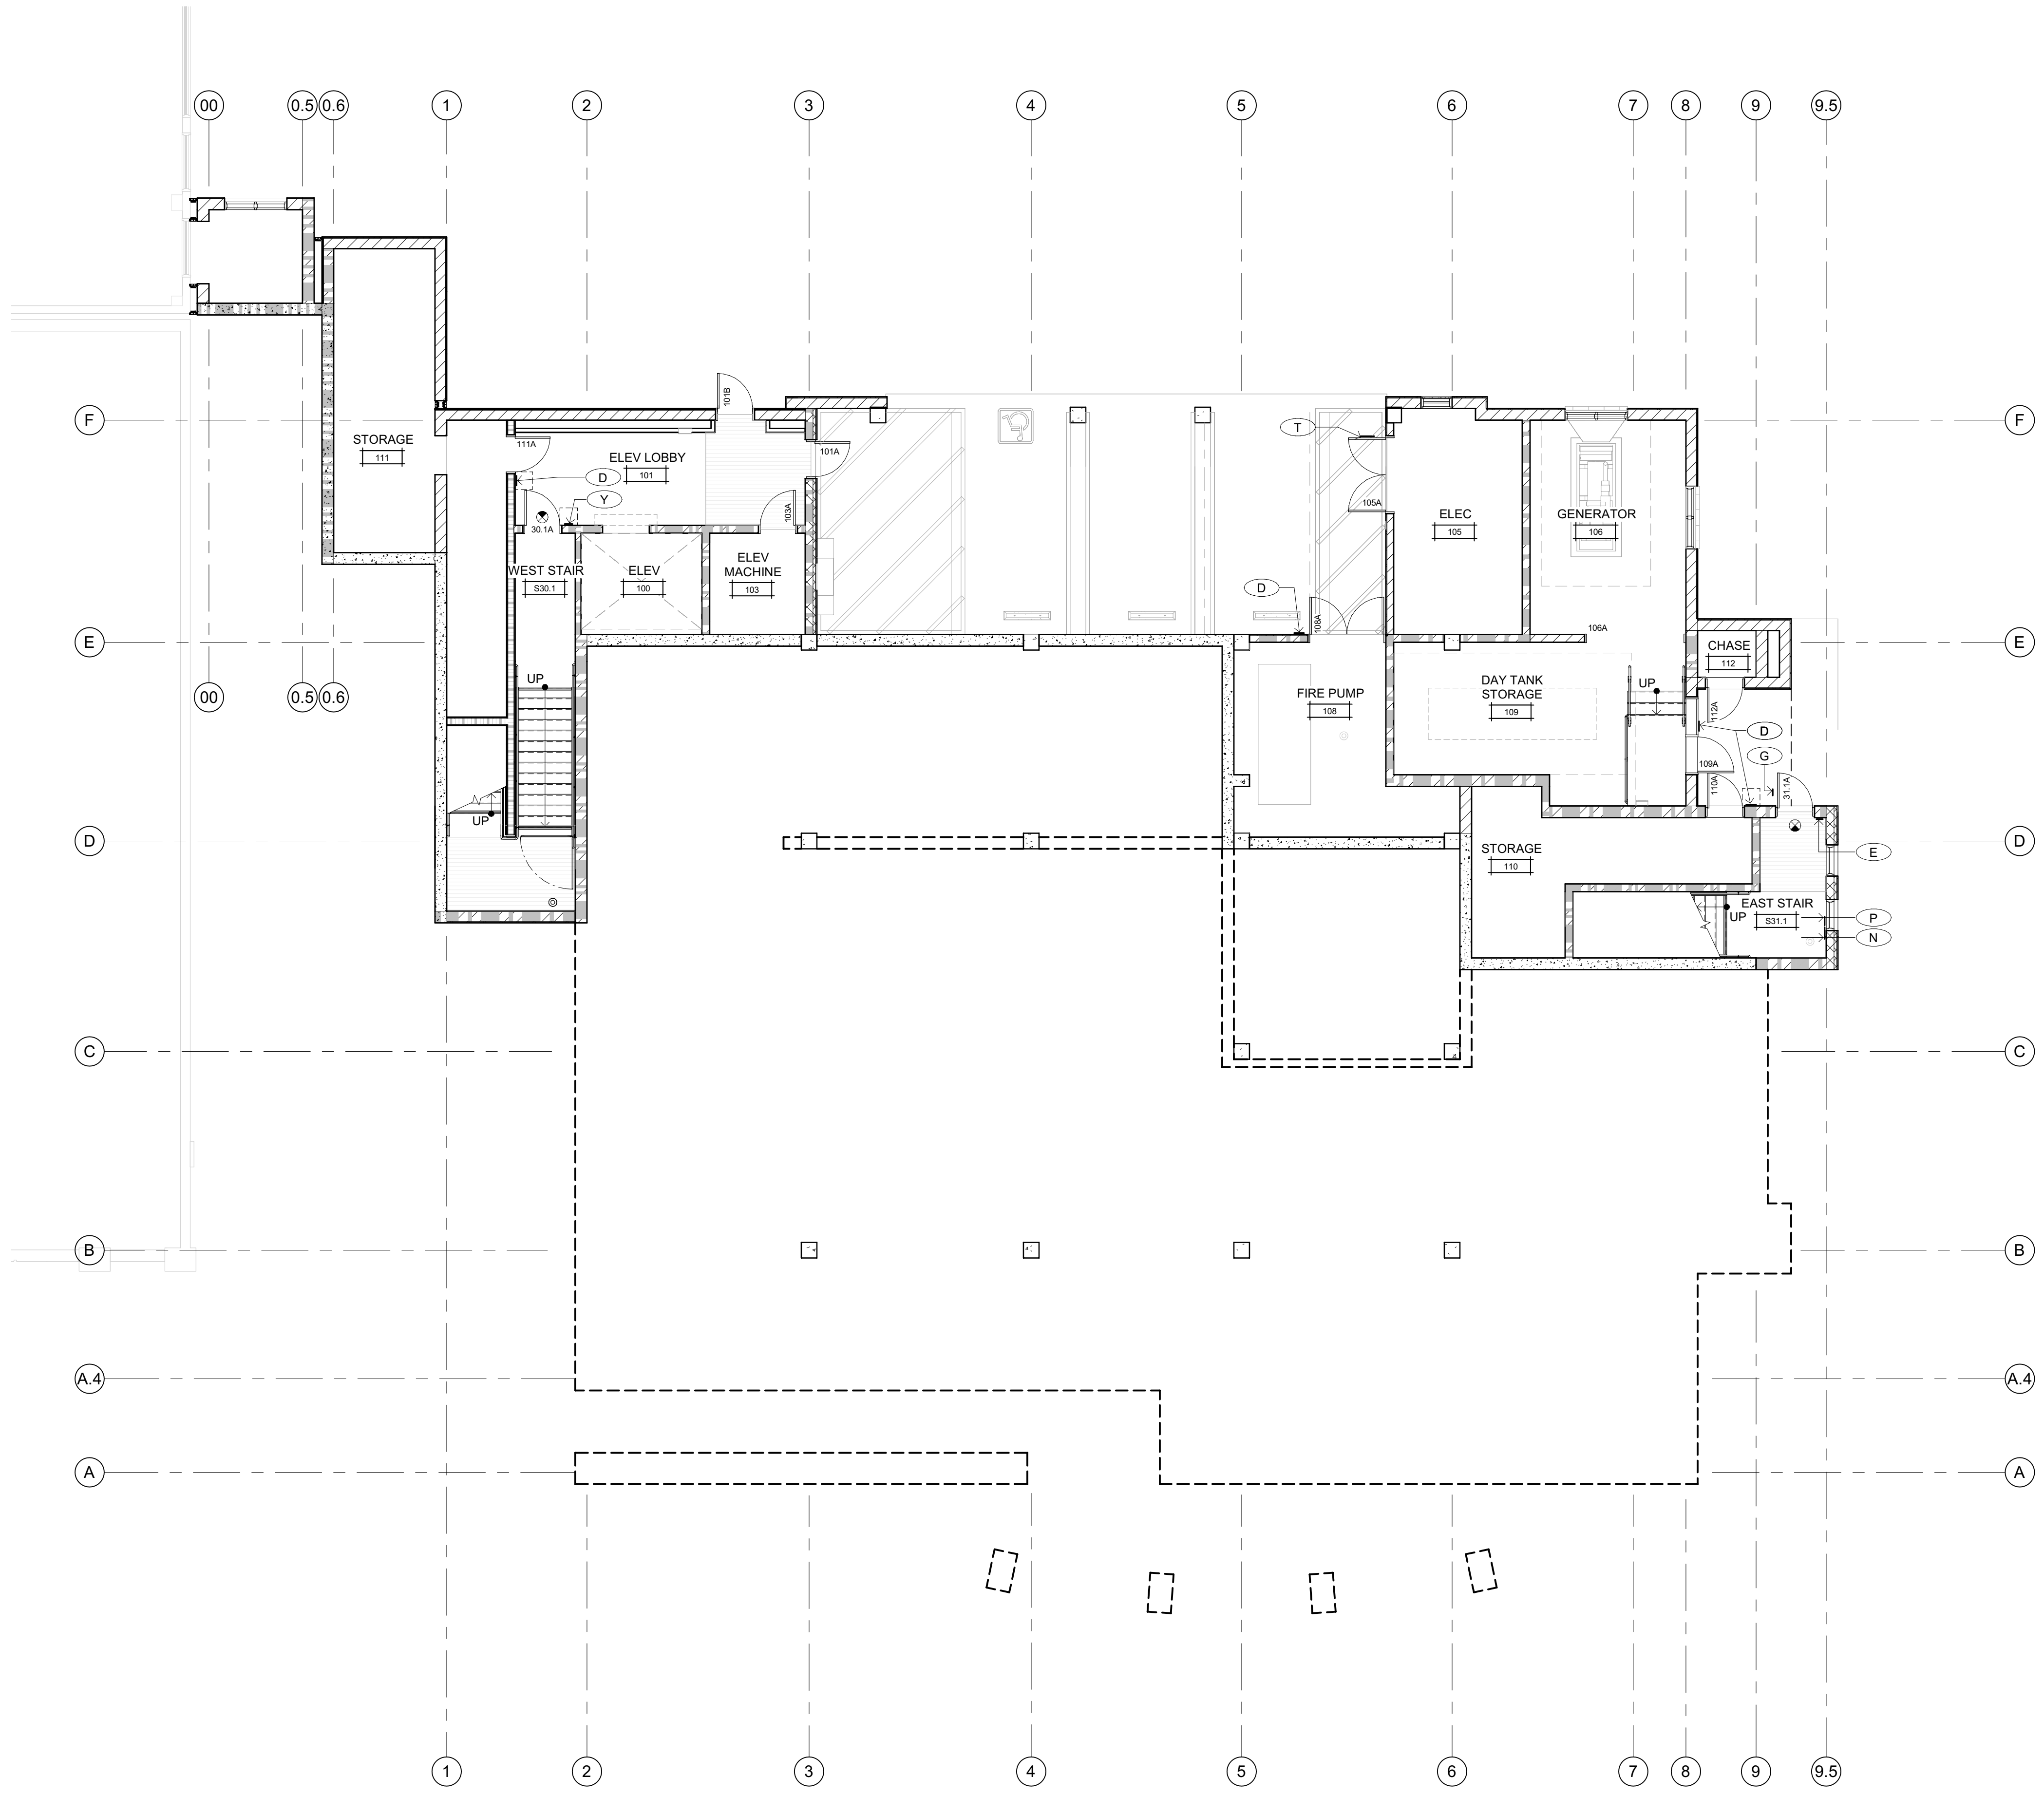 00 0.5 0.6 1 2 3 4 5 6 7 8 9 9.5
F
F
T
101B
STORAGE
111
111A
ELEV LOBBY
101
101A
D
Y
103A
105A
30.1A
ELEC
105
GENERATOR
106
WEST STAIR
S30.1
ELEV
100
ELEV
MACHINE
103
D
108A
106A
E
E
CHASE
112
UP
00 0.5 0.6
FIRE PUMP
108
DAY TANK
STORAGE
109
UP
112A
D
G
109A
110A
31.1A
UP
D
D
STORAGE
110
E
EAST STAIR
S31.1
UP
P
N
C
C
B
B
A.4
A.4
A
A
1 2 3 4 5 6 7 8 9 9.5